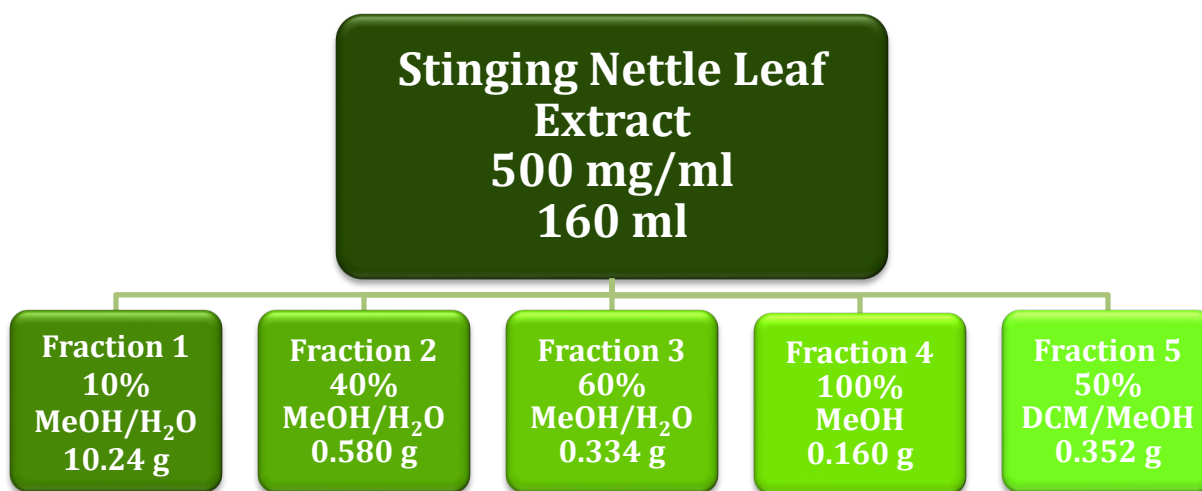 Stinging Nettle Leaf
Extract
500 mg/ml
160 ml
Fraction 1
10%
MeOH/H₂O
10.24 g
Fraction 2
40%
MeOH/H₂O
0.580 g
Fraction 3
60%
MeOH/H₂O
0.334 g
Fraction 4
100%
MeOH
0.160 g
Fraction 5
50%
DCM/MeOH
0.352 g